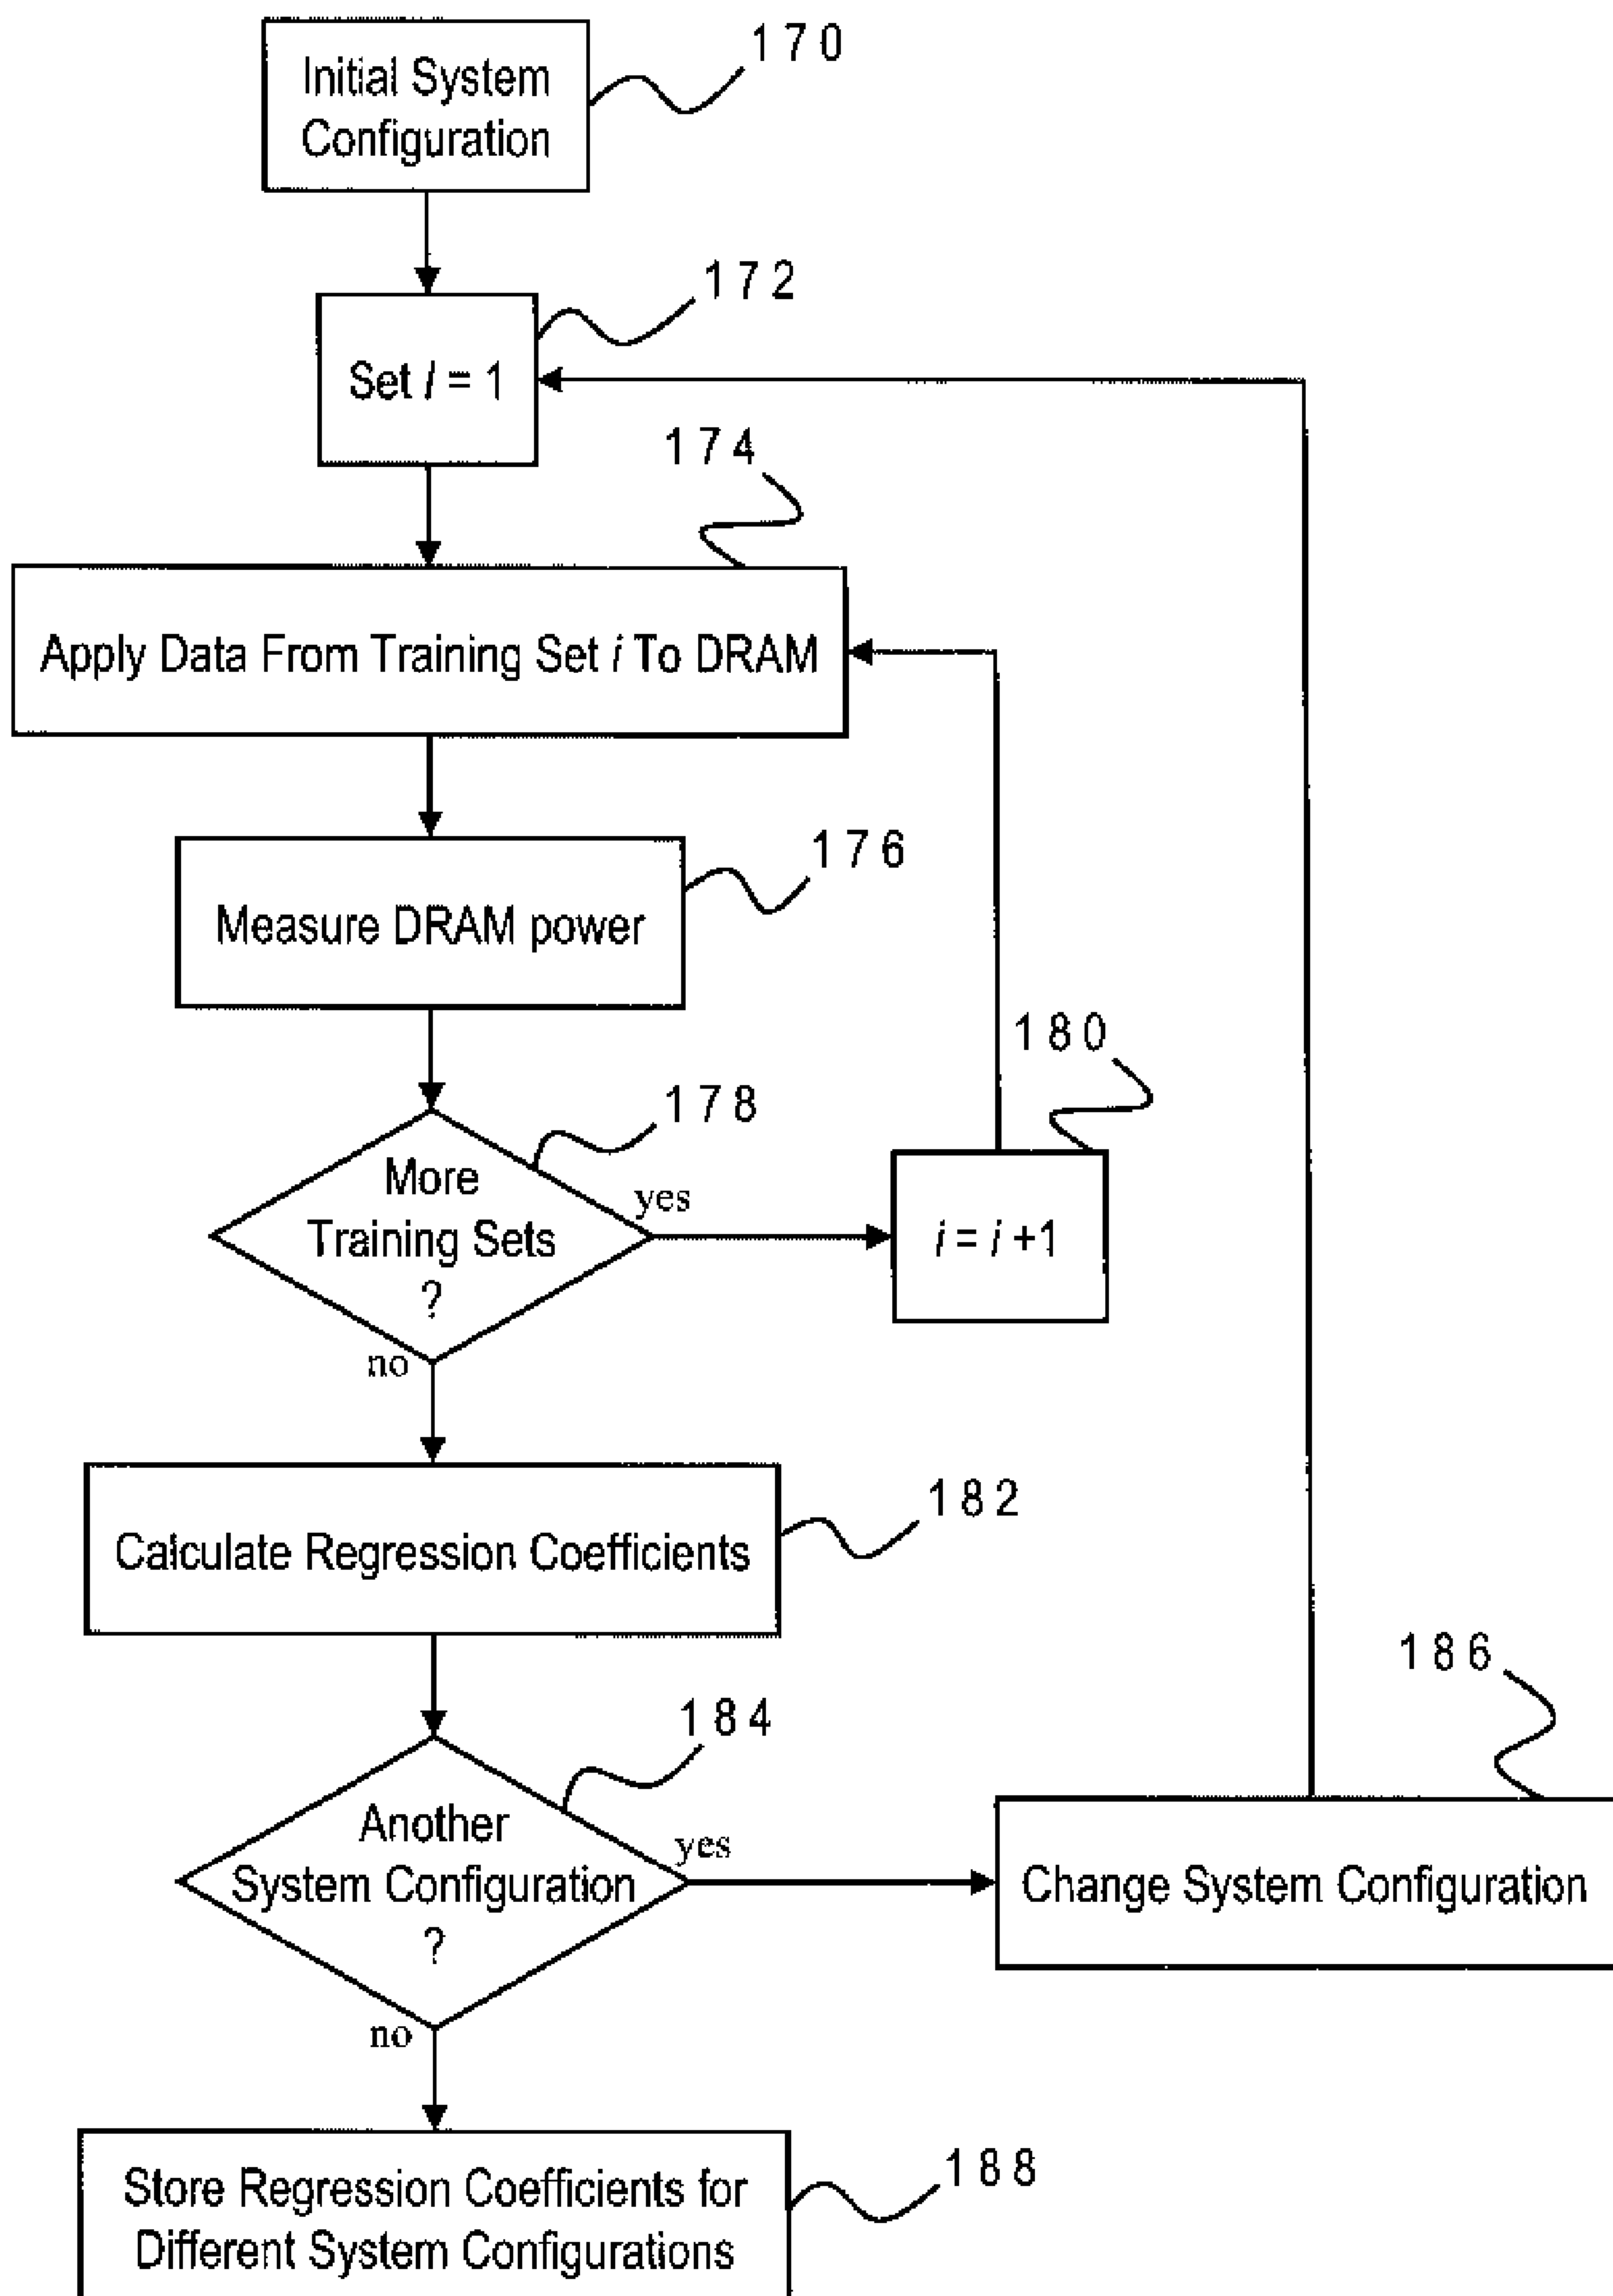 170
Initial System
Configuration
172
Set I = 1
174
Apply Data From Training Set i To DRAM
176
Measure DRAM power
178
180
More
Training Sets
?
yes
i = i +1
no
182
Calculate Regression Coefficients
184
186
Another
System Configuration
?
yes
Change System Configuration
no
188
Store Regression Coefficients for
Different System Configurations